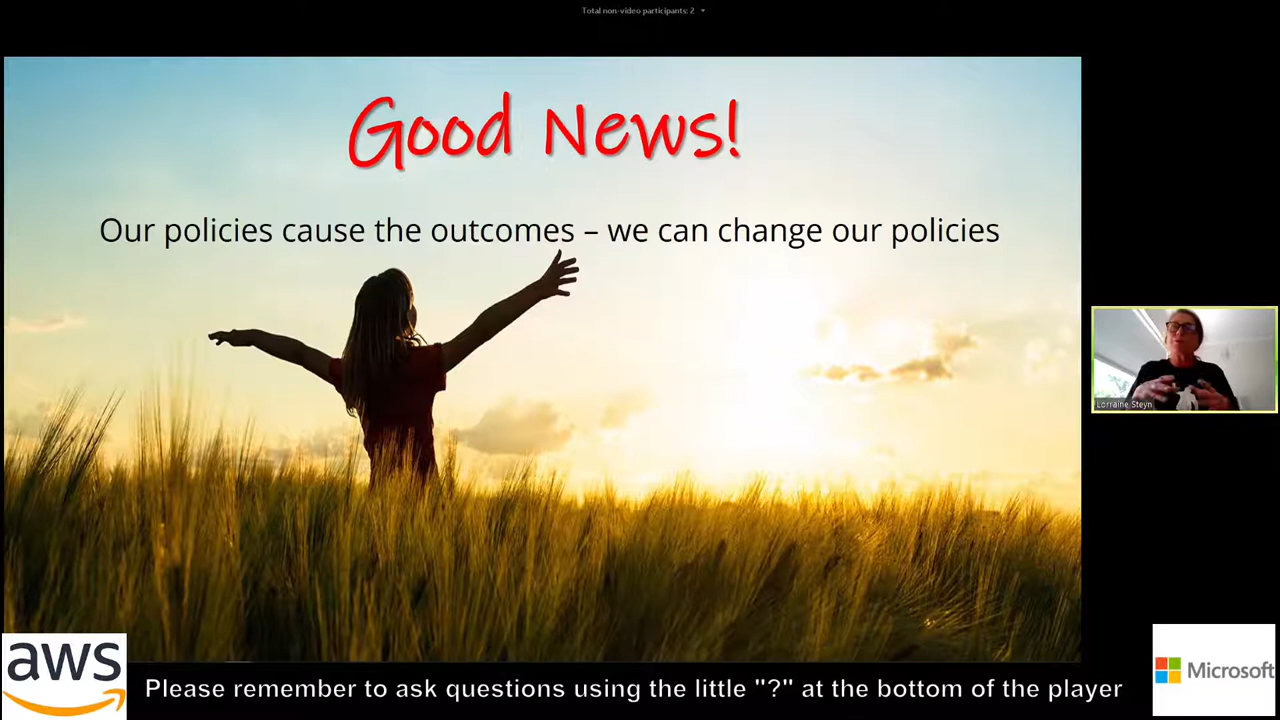 Total non-video participants: 2
Good News!
Our policies cause the outcomes – we can change our policies
Lorraine Steyn
aws
Please remember to ask questions using the little "?" at the bottom of the player
Microsoft